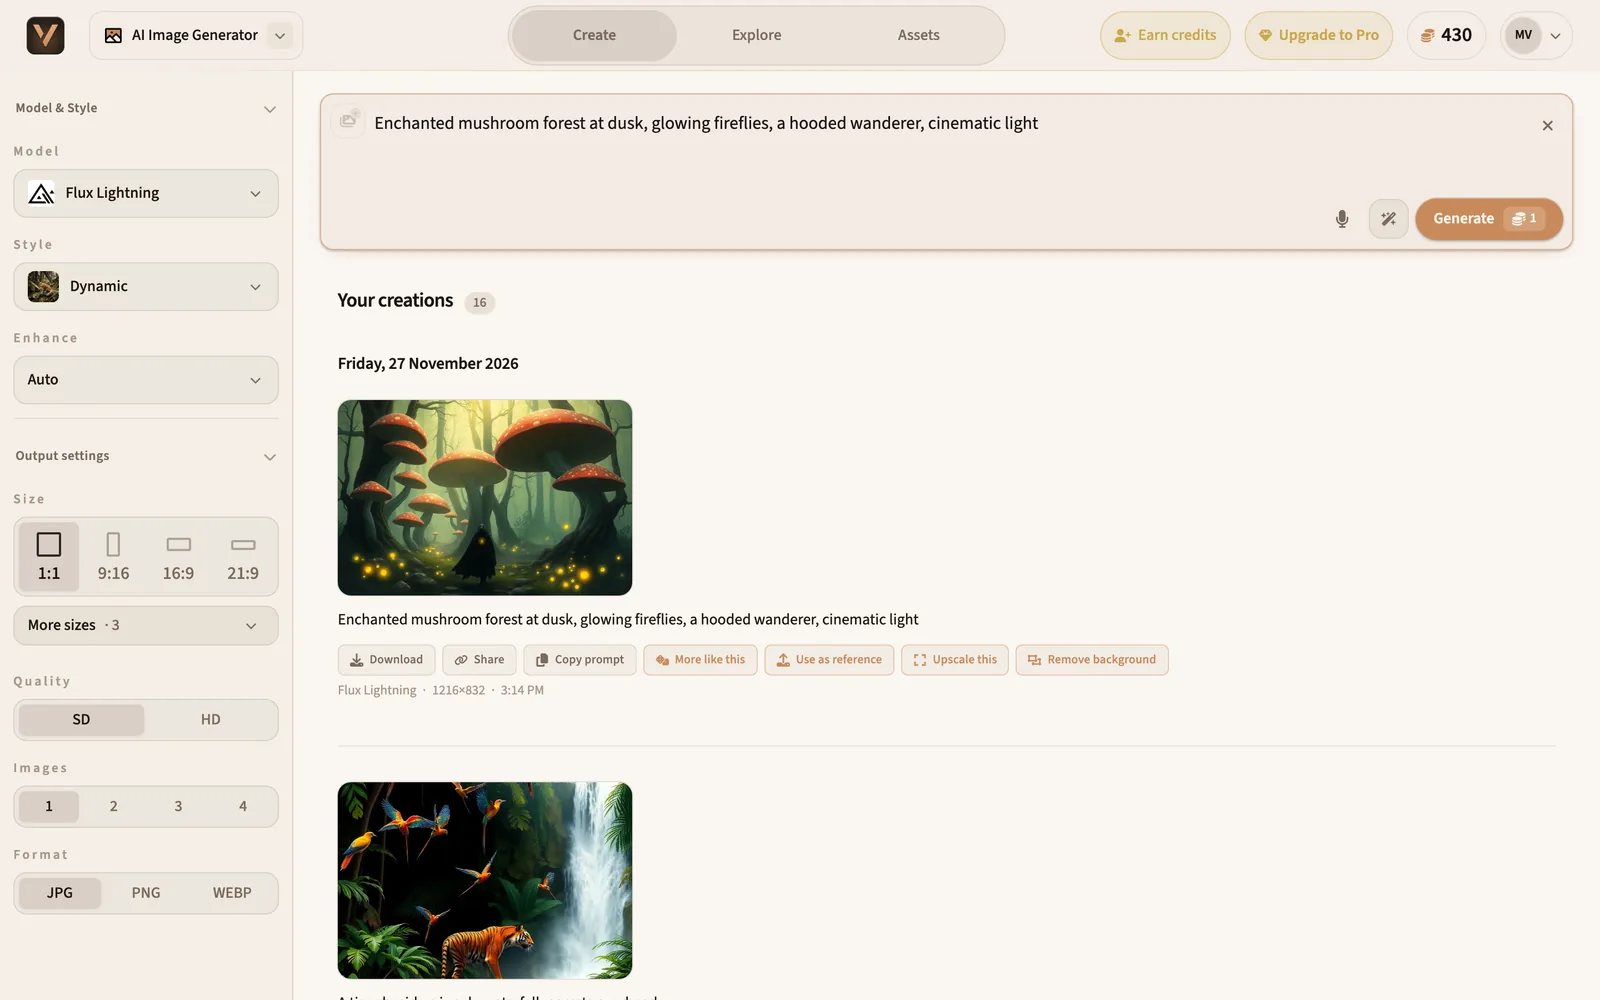 AI Image Generator
Create
Explore
Assets
Earn credits
Upgrade to Pro
430
MV
Model & Style
Model
Flux Lightning
Style
Dynamic
Enhance
Auto
Output settings
Size
1:1
9:16
16:9
21:9
More sizes · 3
Quality
SD
HD
Images
1
2
3
4
Format
JPG
PNG
WEBP
Enchanted mushroom forest at dusk, glowing fireflies, a hooded wanderer, cinematic light
Generate 1
Your creations 16
Friday, 27 November 2026
Enchanted mushroom forest at dusk, glowing fireflies, a hooded wanderer, cinematic light
Download
Share
Copy prompt
More like this
Use as reference
Upscale this
Remove background
Flux Lightning · 1216×832 · 3:14 PM